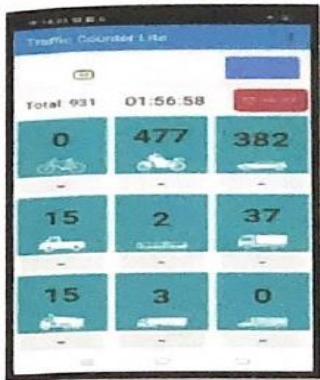 Traffic Counter Lite
Total 931 01:56:58
0 477 382
- - -
15 2 37
- - -
15 3 0
- - -